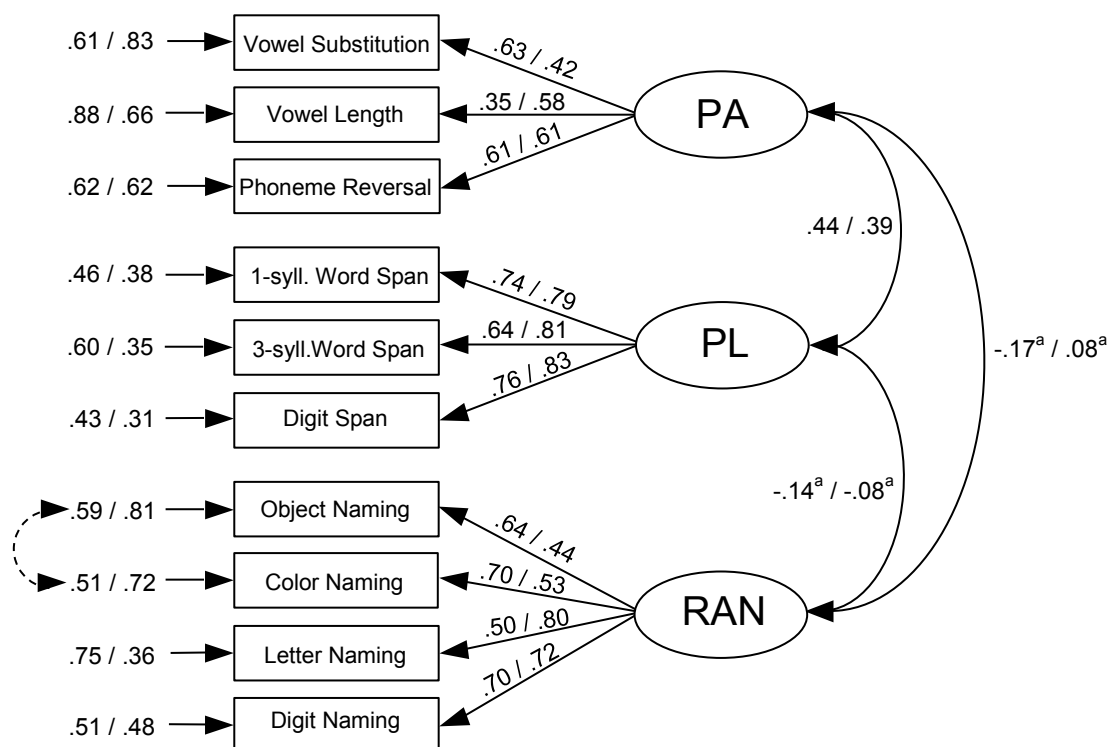 .61 / .83
Vowel Substitution
.63 / .42
PA
.88 / .66
Vowel Length
.35 / .58
.62 / .62
Phoneme Reversal
.61 / .61
.44 / .39
.46 / .38
1-syll. Word Span
.74 / .79
PL
.60 / .35
3-syll.Word Span
.64 / .81
-.17ᵃ / .08ᵃ
.43 / .31
Digit Span
.76 / .83
-.14ᵃ / -.08ᵃ
.59 / .81
Object Naming
.64 / .44
.51 / .72
Color Naming
.70 / .53
RAN
.75 / .36
Letter Naming
.50 / .80
.51 / .48
Digit Naming
.70 / .72